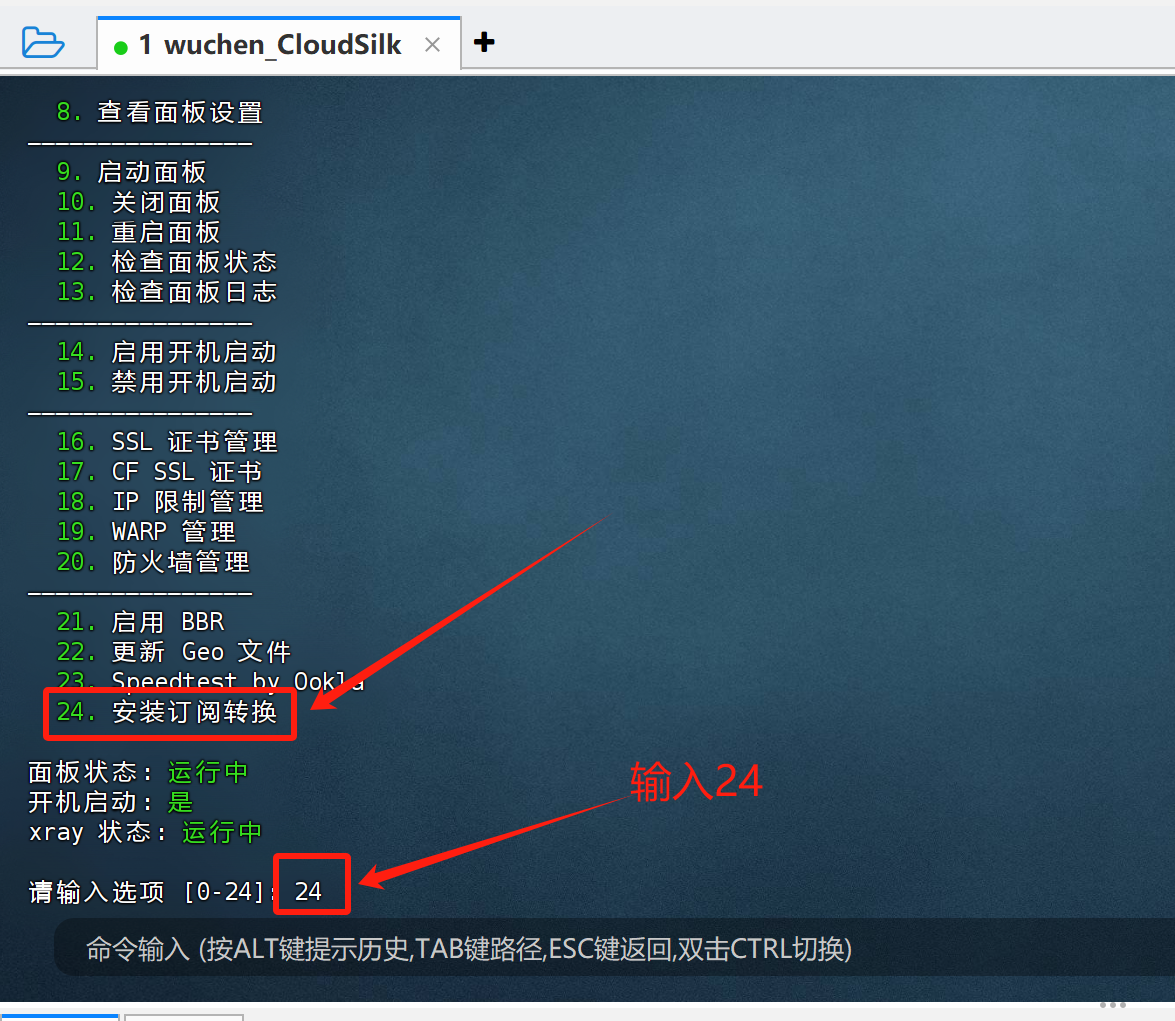 1 wuchen_CloudSilk
8. 查看面板设置
9. 启动面板
10. 关闭面板
11. 重启面板
12. 检查面板状态
13. 检查面板日志
14. 启用开机启动
15. 禁用开机启动
16. SSL 证书管理
17. CF SSL 证书
18. IP 限制管理
19. WARP 管理
20. 防火墙管理
21. 启用 BBR
22. 更新 Geo 文件
23. Speedtest by Ookla
24. 安装订阅转换
面板状态: 运行中
输入24
开机启动: 是
xray 状态: 运行中
请输入选项 [0-24]: 24
命令输入 (按ALT键提示历史,TAB键路径,ESC键返回,双击CTRL切换)